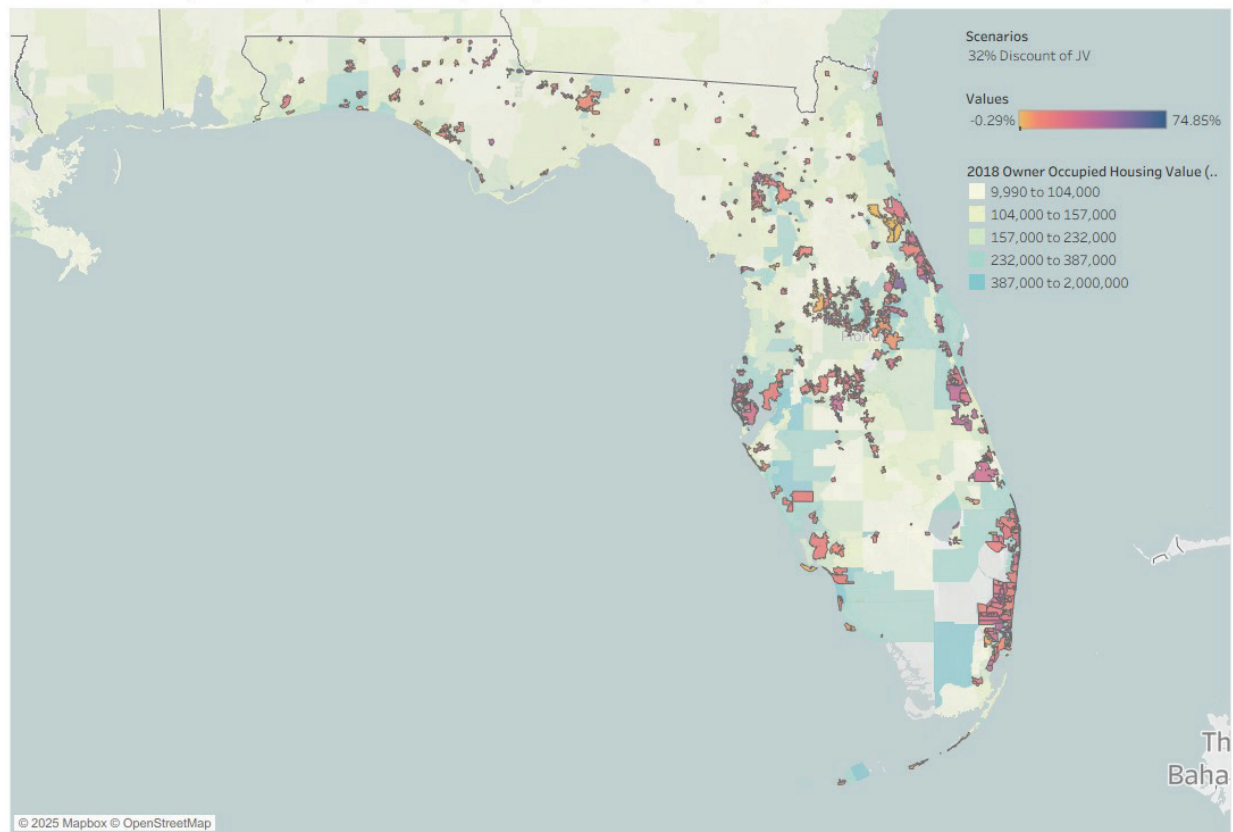 Scenarios
32% Discount of JV
Values
-0.29% 74.85%
2018 Owner Occupied Housing Value (..
9,990 to 104,000
104,000 to 157,000
157,000 to 232,000
232,000 to 387,000
387,000 to 2,000,000
Th
Baha
© 2025 Mapbox © OpenStreetMap